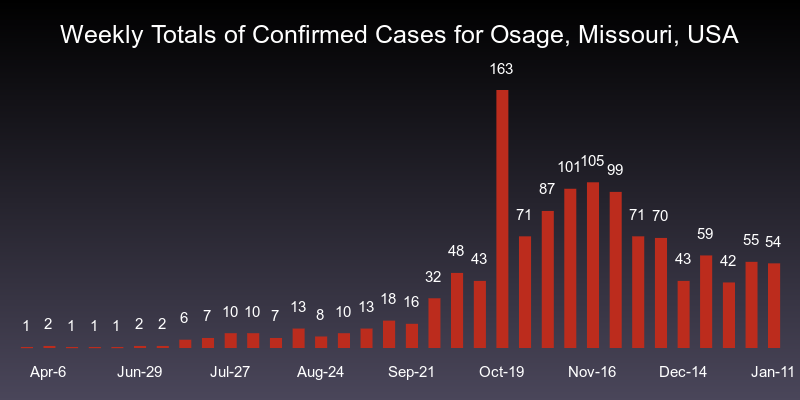 Weekly Totals of Confirmed Cases for Osage, Missouri, USA
1 2 1 1 1 2 2 6 7 10 10 7 13 8 10 13 18 16 32 48 43 163 71 87 101 105 99 71 70 43 59 42 55 54
Apr-6 Jun-29 Jul-27 Aug-24 Sep-21 Oct-19 Nov-16 Dec-14 Jan-11